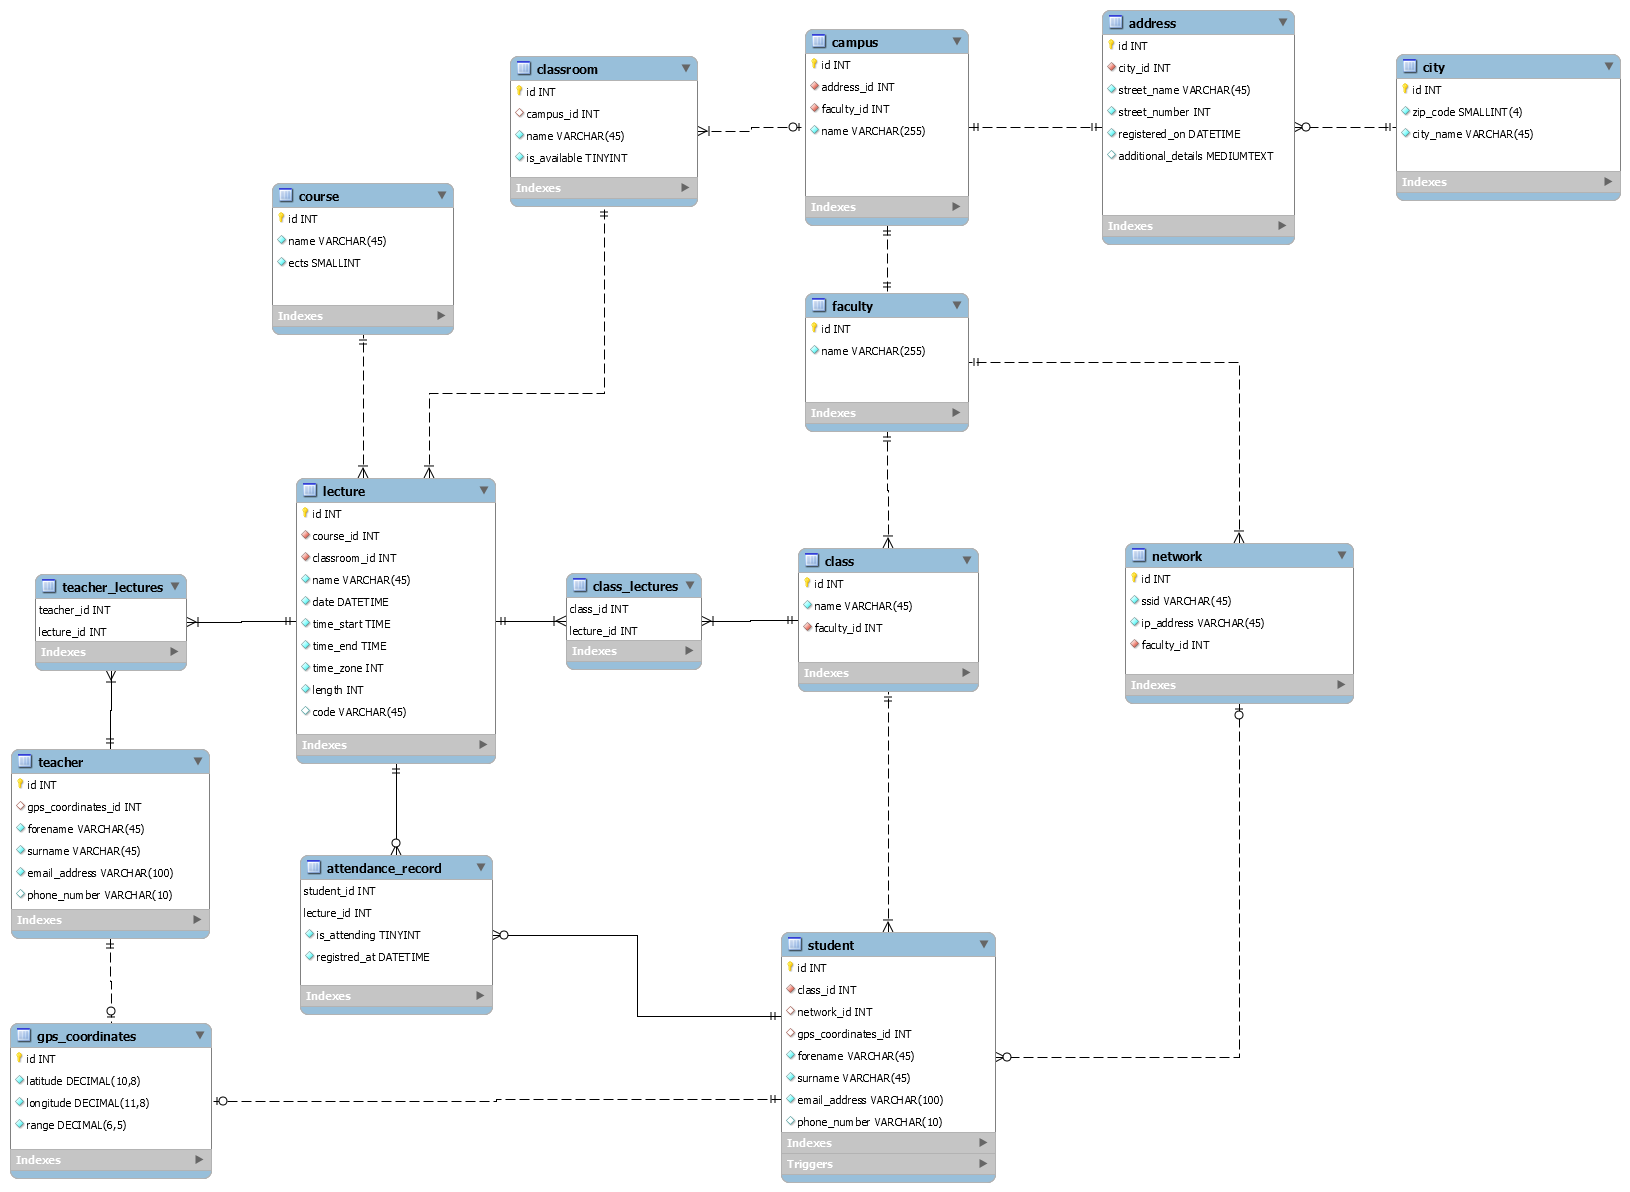 address
id INT
city_id INT
street_name VARCHAR(45)
street_number INT
registered_on DATETIME
additional_details MEDIUMTEXT
Indexes
campus
id INT
address_id INT
faculty_id INT
name VARCHAR(255)
Indexes
city
id INT
zip_code SMALLINT(4)
city_name VARCHAR(45)
Indexes
classroom
id INT
campus_id INT
name VARCHAR(45)
is_available TINYINT
Indexes
course
id INT
name VARCHAR(45)
ects SMALLINT
Indexes
faculty
id INT
name VARCHAR(255)
Indexes
lecture
id INT
course_id INT
classroom_id INT
name VARCHAR(45)
date DATETIME
time_start TIME
time_end TIME
time_zone INT
length INT
code VARCHAR(45)
Indexes
teacher_lectures
teacher_id INT
lecture_id INT
Indexes
class_lectures
class_id INT
lecture_id INT
Indexes
class
id INT
name VARCHAR(45)
faculty_id INT
Indexes
network
id INT
ssid VARCHAR(45)
ip_address VARCHAR(45)
faculty_id INT
Indexes
teacher
id INT
gps_coordinates_id INT
forename VARCHAR(45)
surname VARCHAR(45)
email_address VARCHAR(100)
phone_number VARCHAR(10)
Indexes
attendance_record
student_id INT
lecture_id INT
is_attending TINYINT
registred_at DATETIME
Indexes
student
id INT
class_id INT
network_id INT
gps_coordinates_id INT
forename VARCHAR(45)
surname VARCHAR(45)
email_address VARCHAR(100)
phone_number VARCHAR(10)
Indexes
Triggers
gps_coordinates
id INT
latitude DECIMAL(10,8)
longitude DECIMAL(11,8)
range DECIMAL(6,5)
Indexes